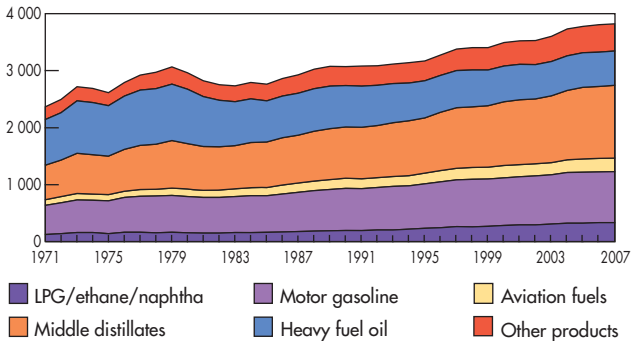 4 000
3 000
2 000
1 000
0
1971 1975 1979 1983 1987 1991 1995 1999 2003 2007
LPG/ethane/naphtha Motor gasoline Aviation fuels
Middle distillates Heavy fuel oil Other products